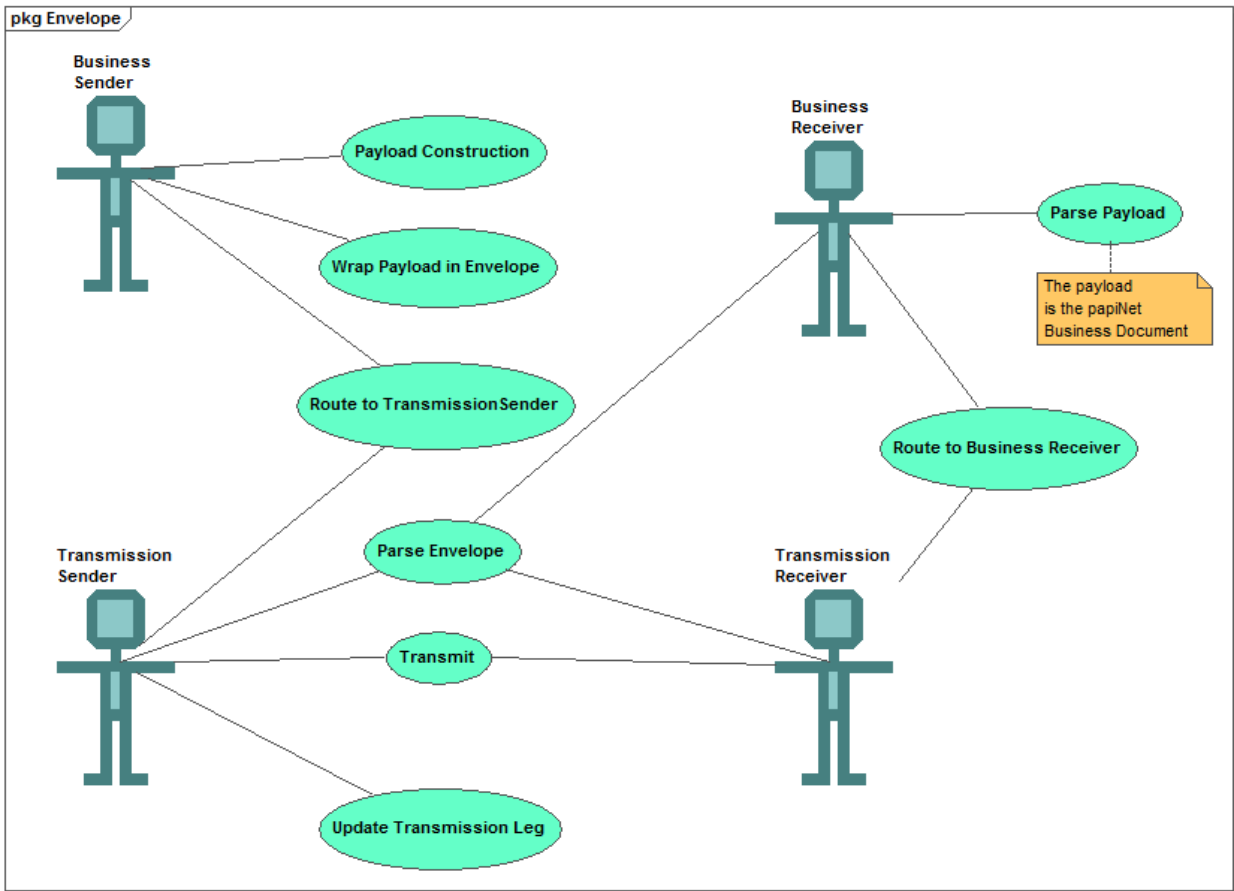 pkg Envelope
Business
Sender
Business
Receiver
Payload Construction
Parse Payload
Wrap Payload in Envelope
The payload
is the papiNet
Business Document
Route to TransmissionSender
Route to Business Receiver
Transmission
Sender
Parse Envelope
Transmission
Receiver
Transmit
Update Transmission Leg